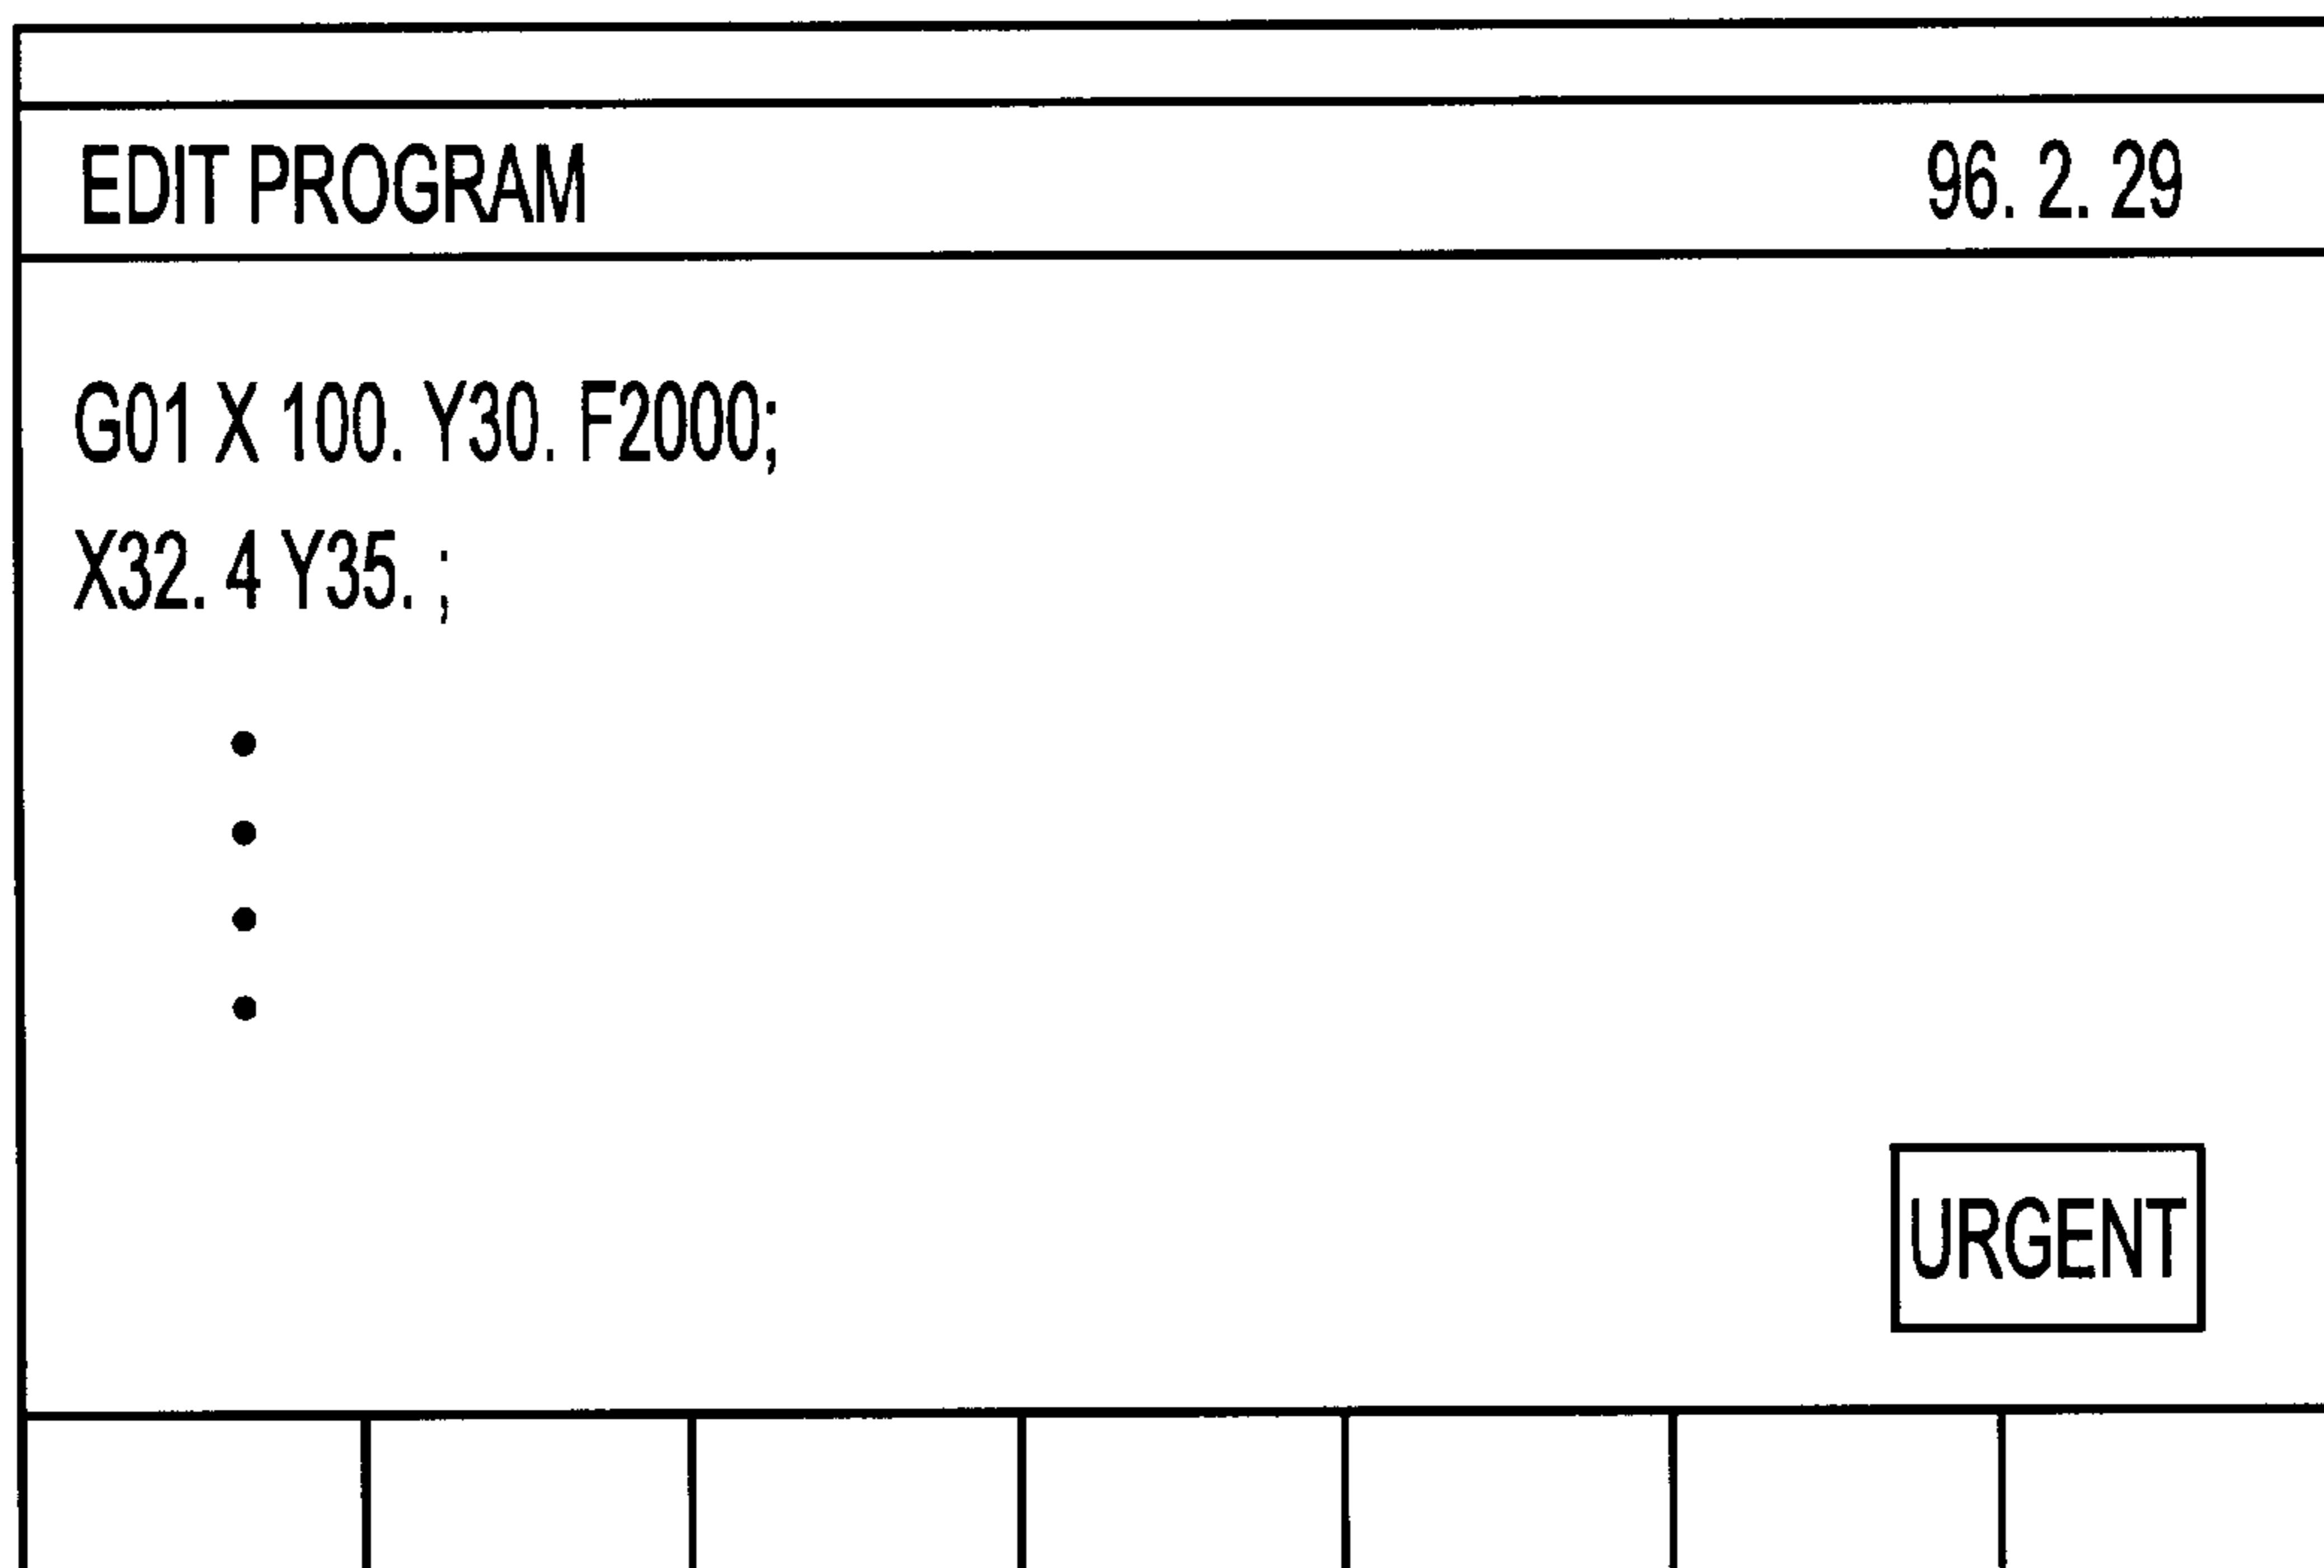 EDIT PROGRAM 96. 2. 29
G01 X 100. Y30. F2000;
X32. 4 Y35. ;
URGENT